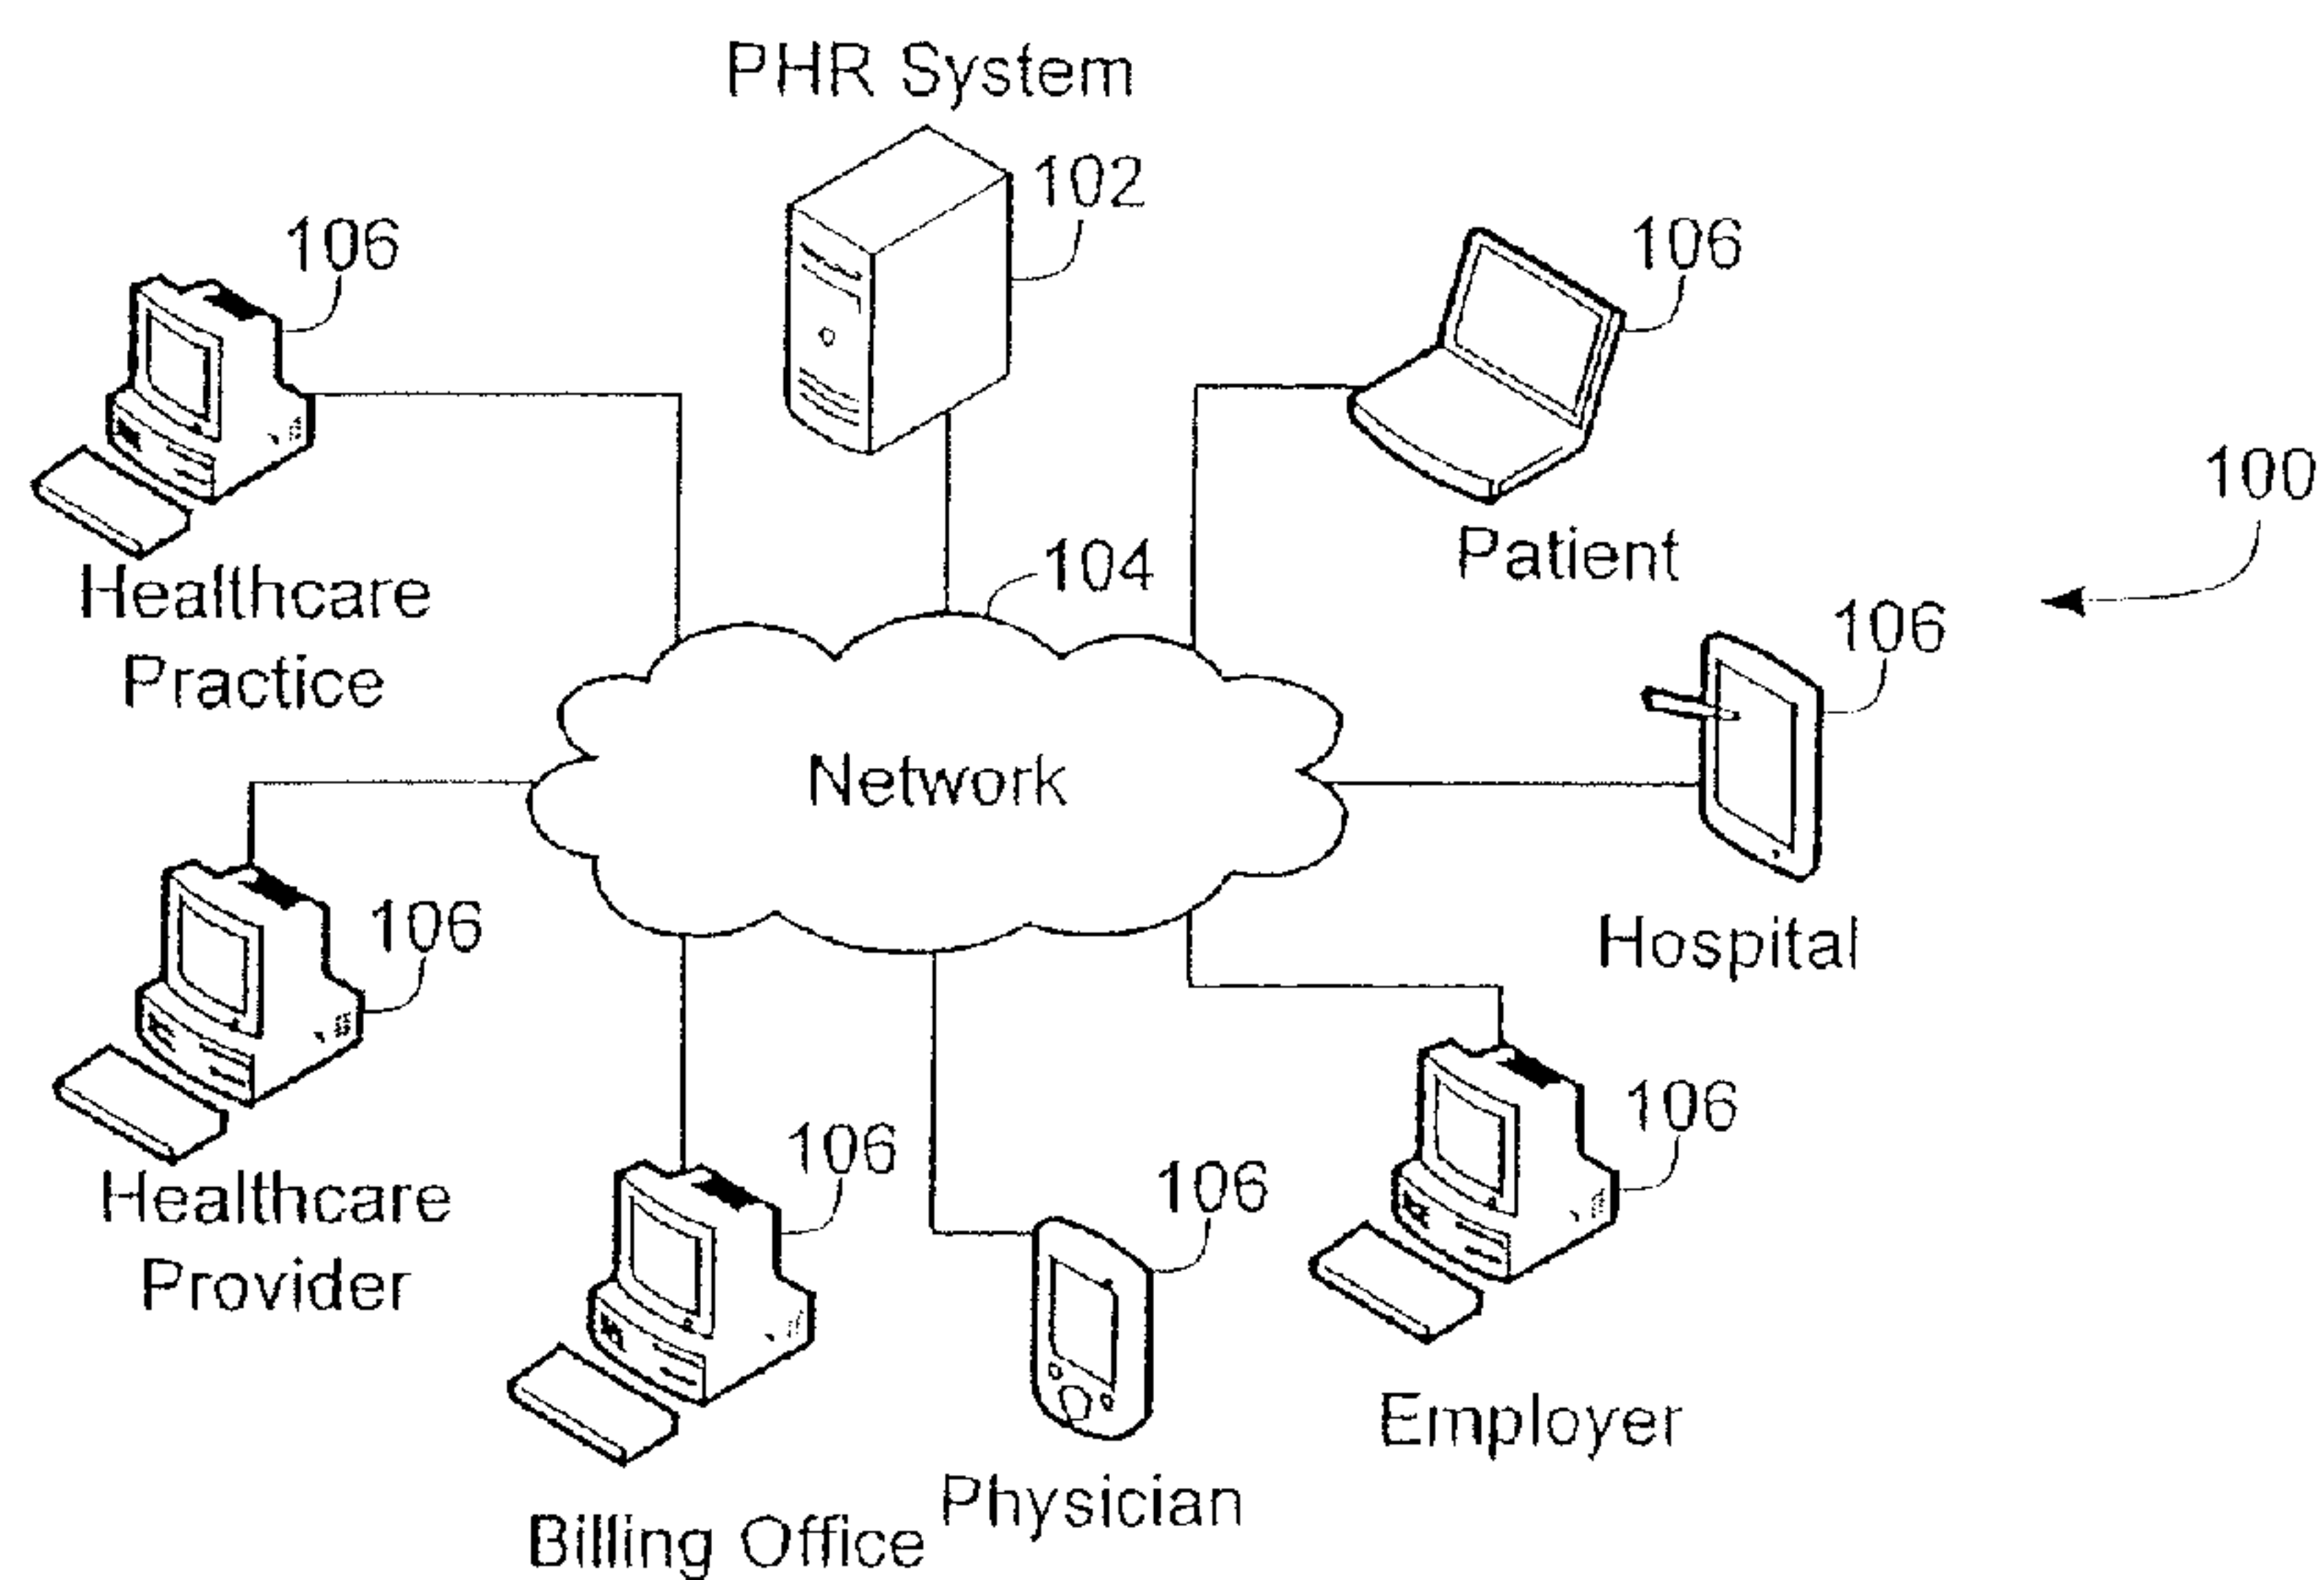 PHR System
102
106
106
100
Patient
104
Healthcare
Practice
106
Network
106
Hospital
106
106
106
Healthcare
Provider
Employer
Physician
Billing Office